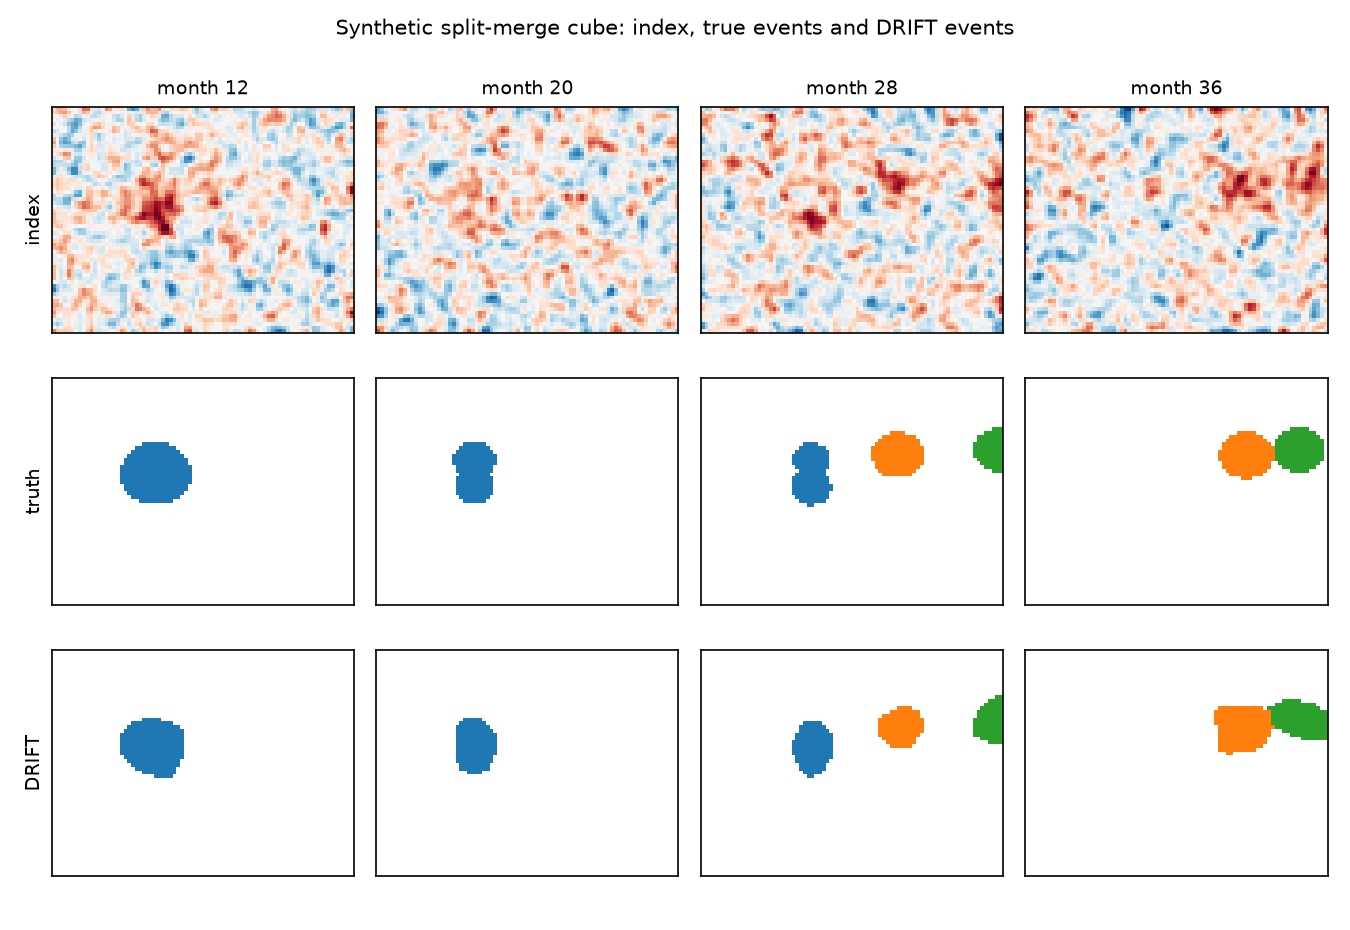 Synthetic split-merge cube: index, true events and DRIFT events
month 12
month 20
month 28
month 36
index
truth
DRIFT